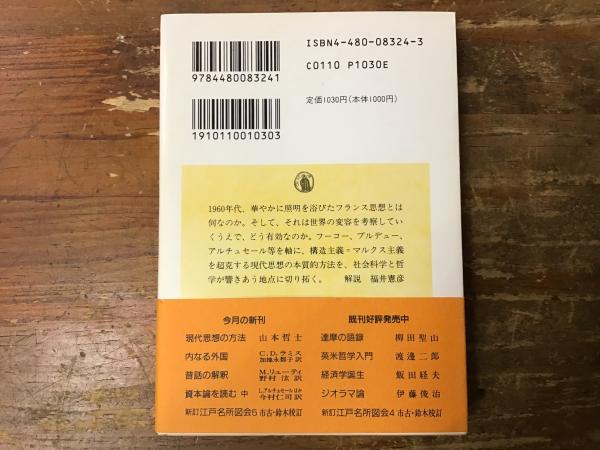 ISBN4-480-08324-3
C0110 P1030E
定価1030円(本体1000円)
9784480083241
1910110010303
1960年代、華やかに照明を浴びたフランス思想とは
何なのか。そして、それは世界の変容を考察してい
くうえで、どう有効なのか。フーコー、ブルデュー、
アルチュセール等を軸に、構造主義=マルクス主義
を超克する現代思想の本質的方法を、社会科学と哲
学が響きあう地点に切り拓く。 解説 福井憲彦
今月の新刊
現代思想の方法 山本哲士
内なる外国 C.D.ラミス 加地永都子訳
昔話の解釈 M.リューティ 野村泫訳
資本論を読む 中 L.アルチュセールほか 今村仁司訳
新訂江戸名所図会5 市古・鈴木校訂
既刊好評発売中
達摩の語録 柳田聖山
英米哲学入門 渡邊二郎
経済学誕生 飯田経夫
ジオラマ論 伊藤俊治
新訂江戸名所図会4 市古・鈴木校訂